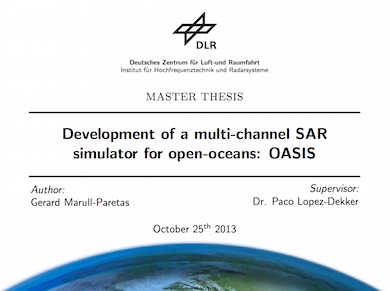 DLR
Deutsches Zentrum für Luft-und Raumfahrt
Institut für Hochfrequenztechnik und Radarsysteme
MASTER THESIS
Development of a multi-channel SAR
simulator for open-oceans: OASIS
Author:
Gerard Marull-Paretas
Supervisor:
Dr. Paco Lopez-Dekker
October 25th 2013